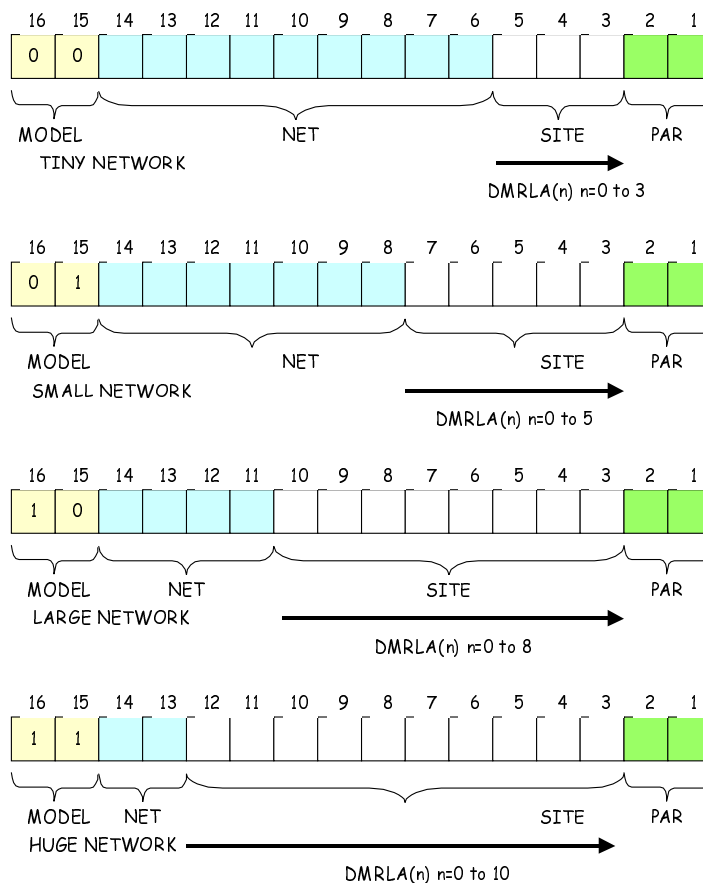 16 15 14 13 12 11 10 9 8 7 6 5 4 3 2 1
0 0
MODEL NET SITE PAR
TINY NETWORK
DMRLA(n) n=0 to 3
16 15 14 13 12 11 10 9 8 7 6 5 4 3 2 1
0 1
MODEL NET SITE PAR
SMALL NETWORK
DMRLA(n) n=0 to 5
16 15 14 13 12 11 10 9 8 7 6 5 4 3 2 1
1 0
MODEL NET SITE PAR
LARGE NETWORK
DMRLA(n) n=0 to 8
16 15 14 13 12 11 10 9 8 7 6 5 4 3 2 1
1 1
MODEL NET SITE PAR
HUGE NETWORK
DMRLA(n) n=0 to 10